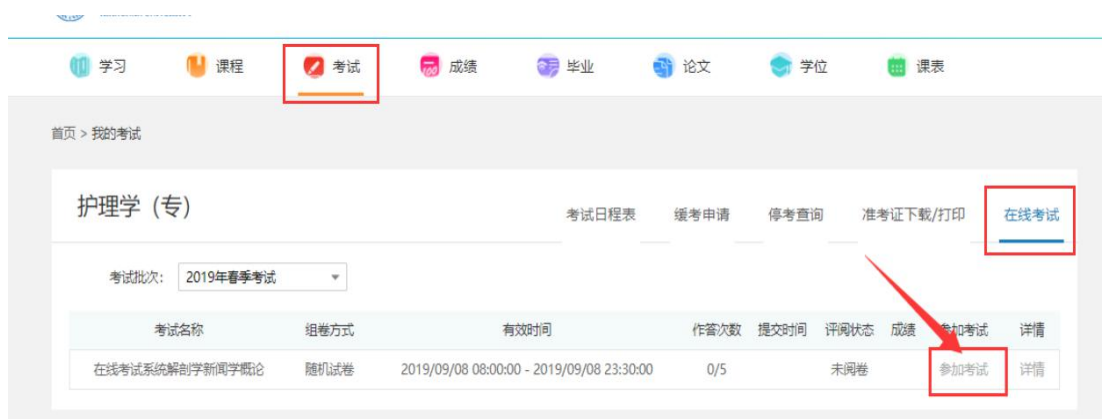 学习 课程 考试 成绩 毕业 论文 学位 课表
首页 > 我的考试
护理学（专） 考试日程表 缓考申请 停考查询 准考证下载/打印 在线考试
考试批次： 2019年春季考试
考试名称 组卷方式 有效时间 作答次数 提交时间 评阅状态 成绩 参加考试 详情
在线考试系统解剖学新闻学概论 随机试卷 2019/09/08 08:00:00 - 2019/09/08 23:30:00 0/5 未阅卷 参加考试 详情